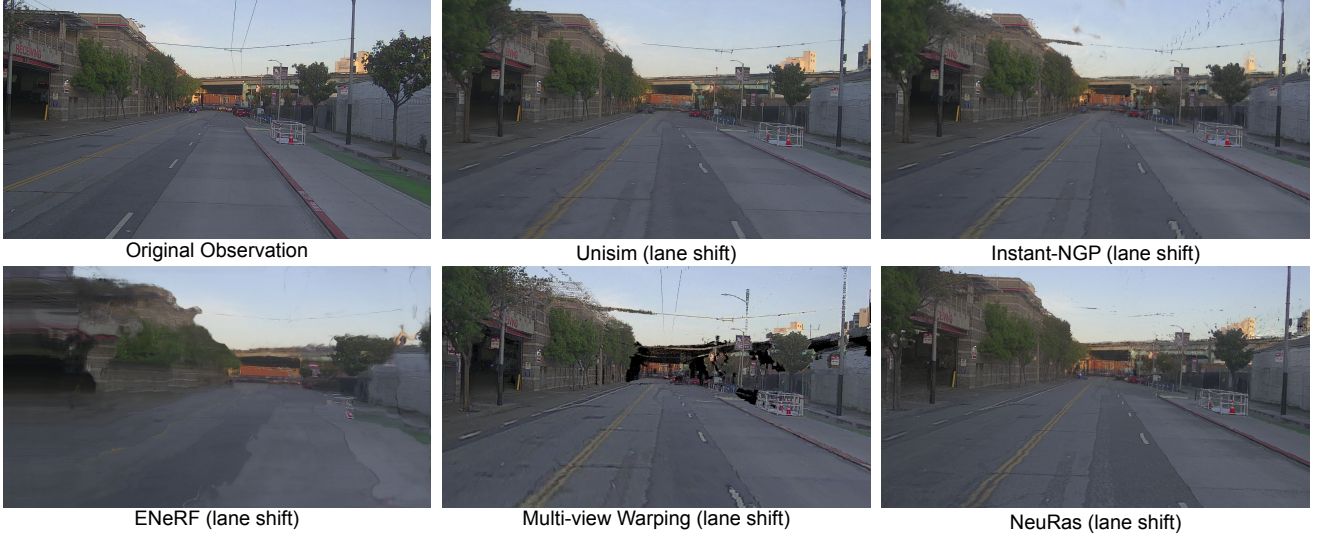 RECEIVING
Original Observation
Unisim (lane shift)
Instant-NGP (lane shift)
ENeRF (lane shift)
Multi-view Warping (lane shift)
NeuRas (lane shift)